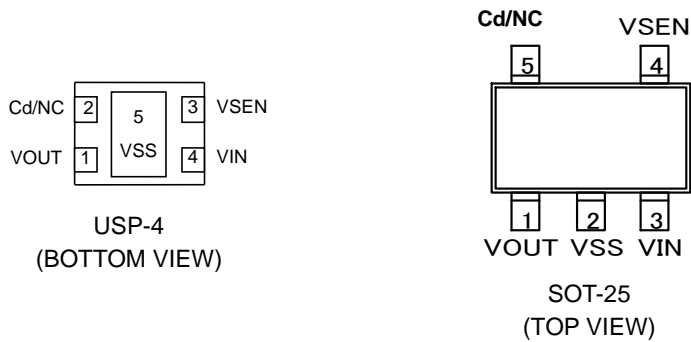 Cd/NC 2 5 3 VSEN
VOUT 1 VSS 4 VIN
USP-4
(BOTTOM VIEW)
Cd/NC VSEN
5 4
1 2 3
VOUT VSS VIN
SOT-25
(TOP VIEW)